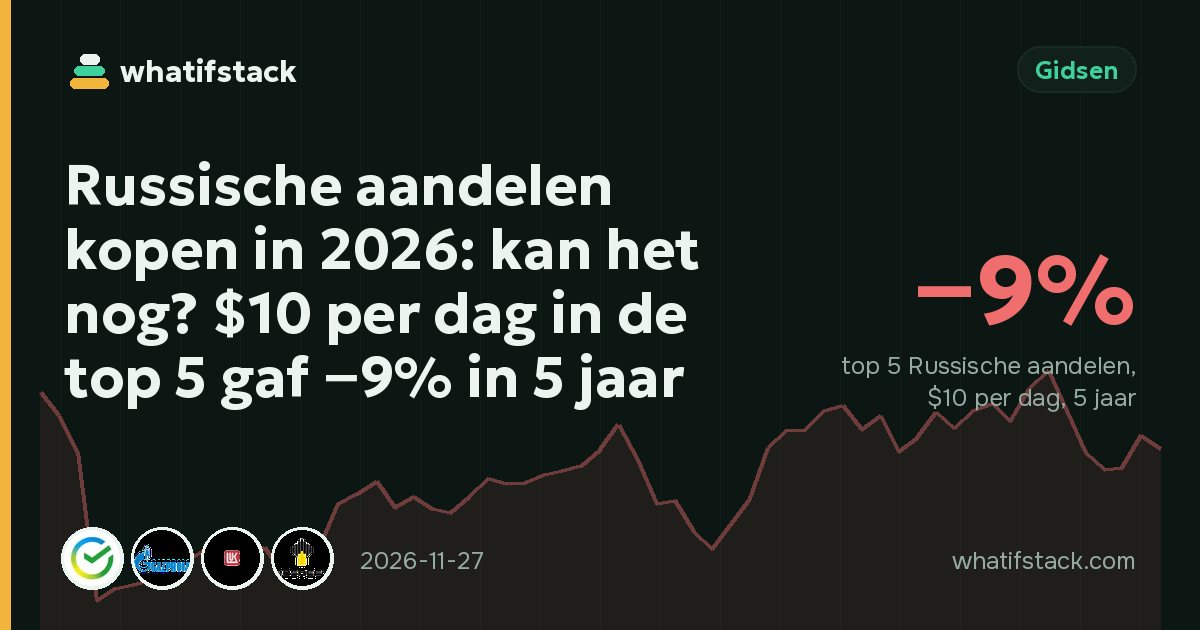 whatifstack
Gidsen
Russische aandelen
kopen in 2026: kan het
nog? $10 per dag in de
top 5 gaf −9% in 5 jaar
−9%
top 5 Russische aandelen,
$10 per dag, 5 jaar
2026-11-27
whatifstack.com